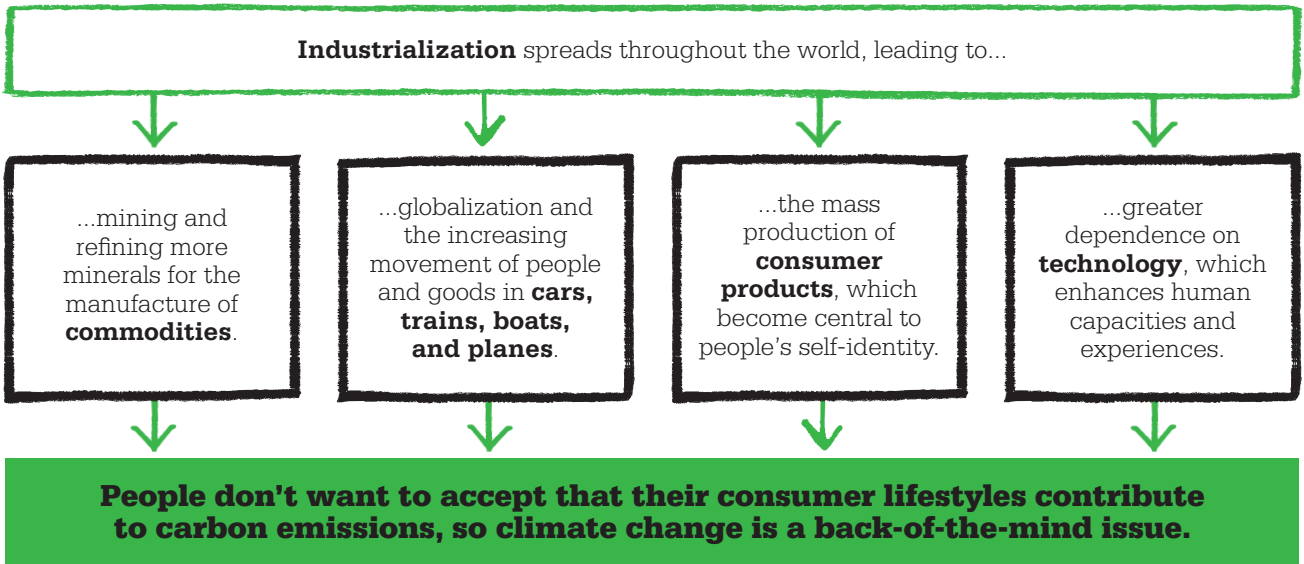 Industrialization spreads throughout the world, leading to...
...mining and
refining more
minerals for the
manufacture of
commodities.
...globalization and
the increasing
movement of people
and goods in cars,
trains, boats,
and planes.
...the mass
production of
consumer
products, which
become central to
people’s self-identity.
...greater
dependence on
technology, which
enhances human
capacities and
experiences.
People don’t want to accept that their consumer lifestyles contribute
to carbon emissions, so climate change is a back-of-the-mind issue.